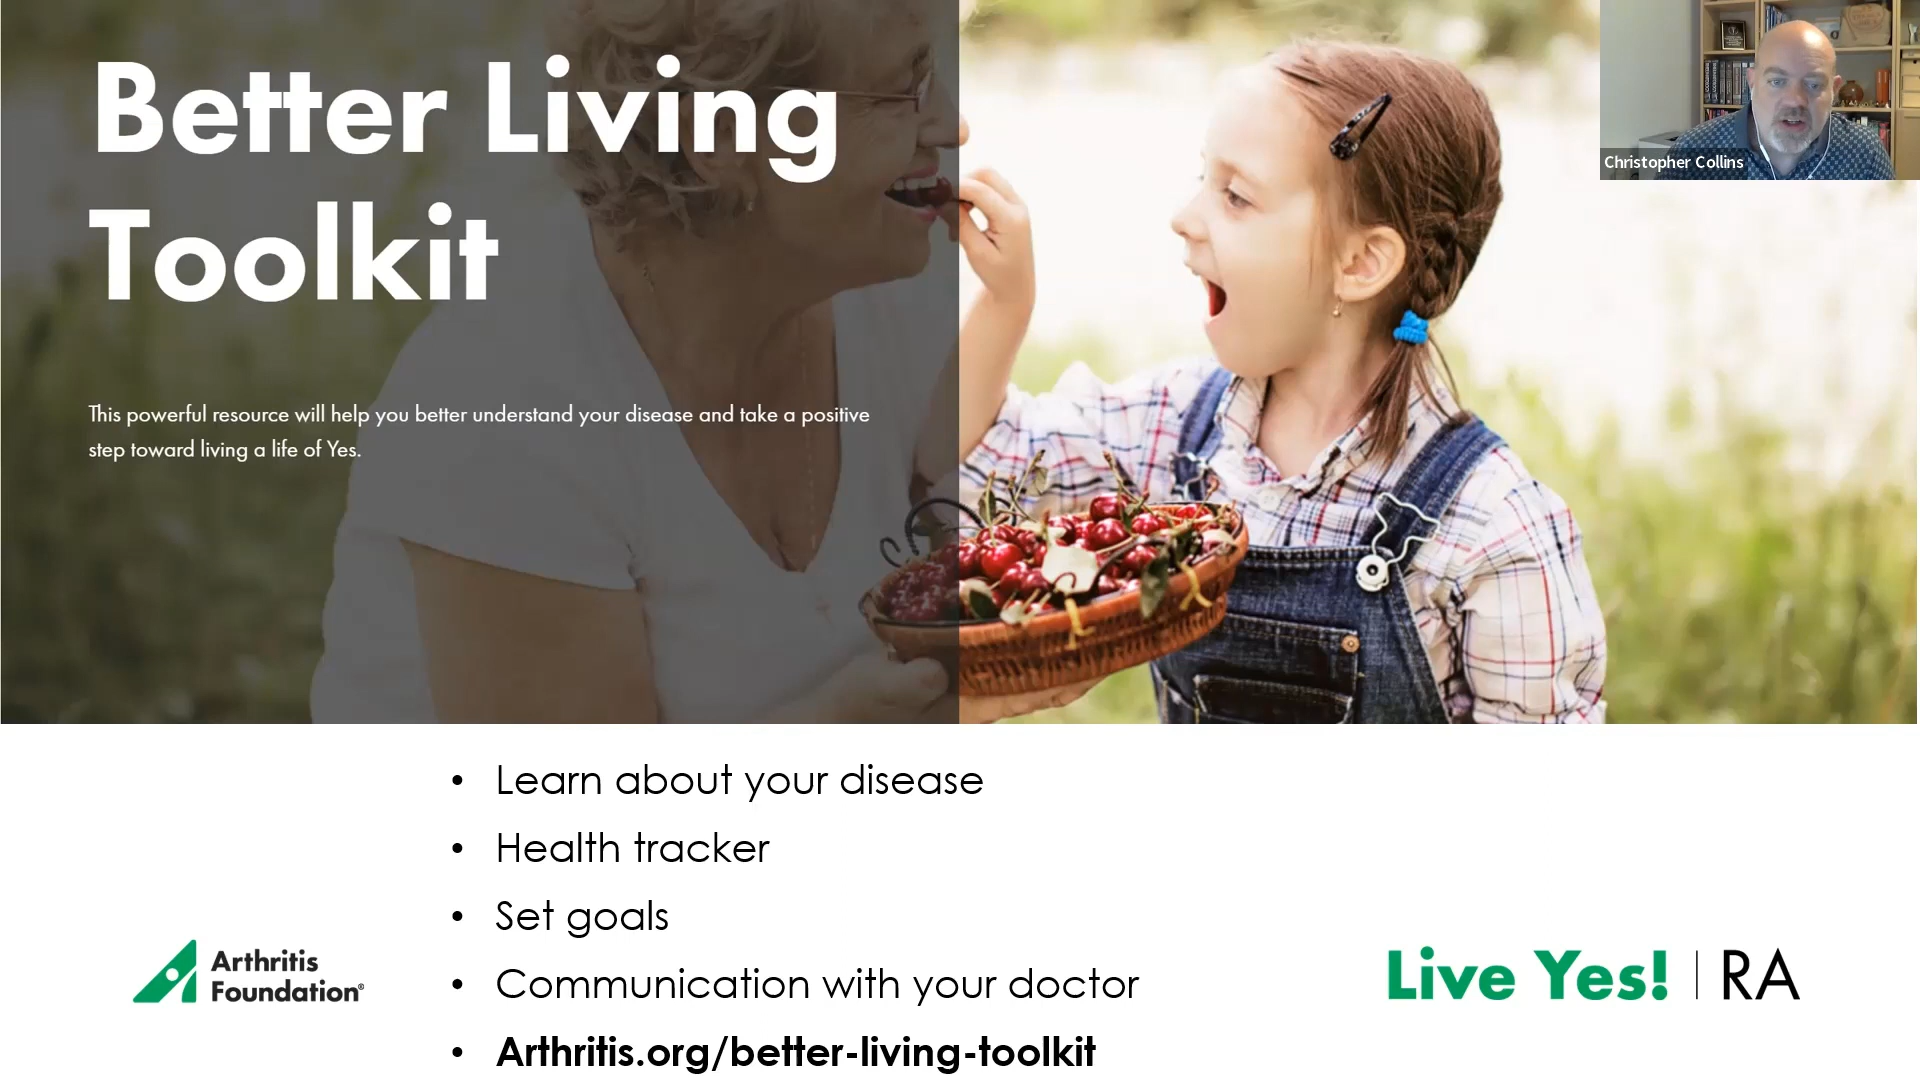 Better Living
Toolkit
This powerful resource will help you better understand your disease and take a positive
step toward living a life of Yes.
Christopher Collins
• Learn about your disease
• Health tracker
• Set goals
• Communication with your doctor
• Arthritis.org/better-living-toolkit
Arthritis
Foundation®
Live Yes! | RA